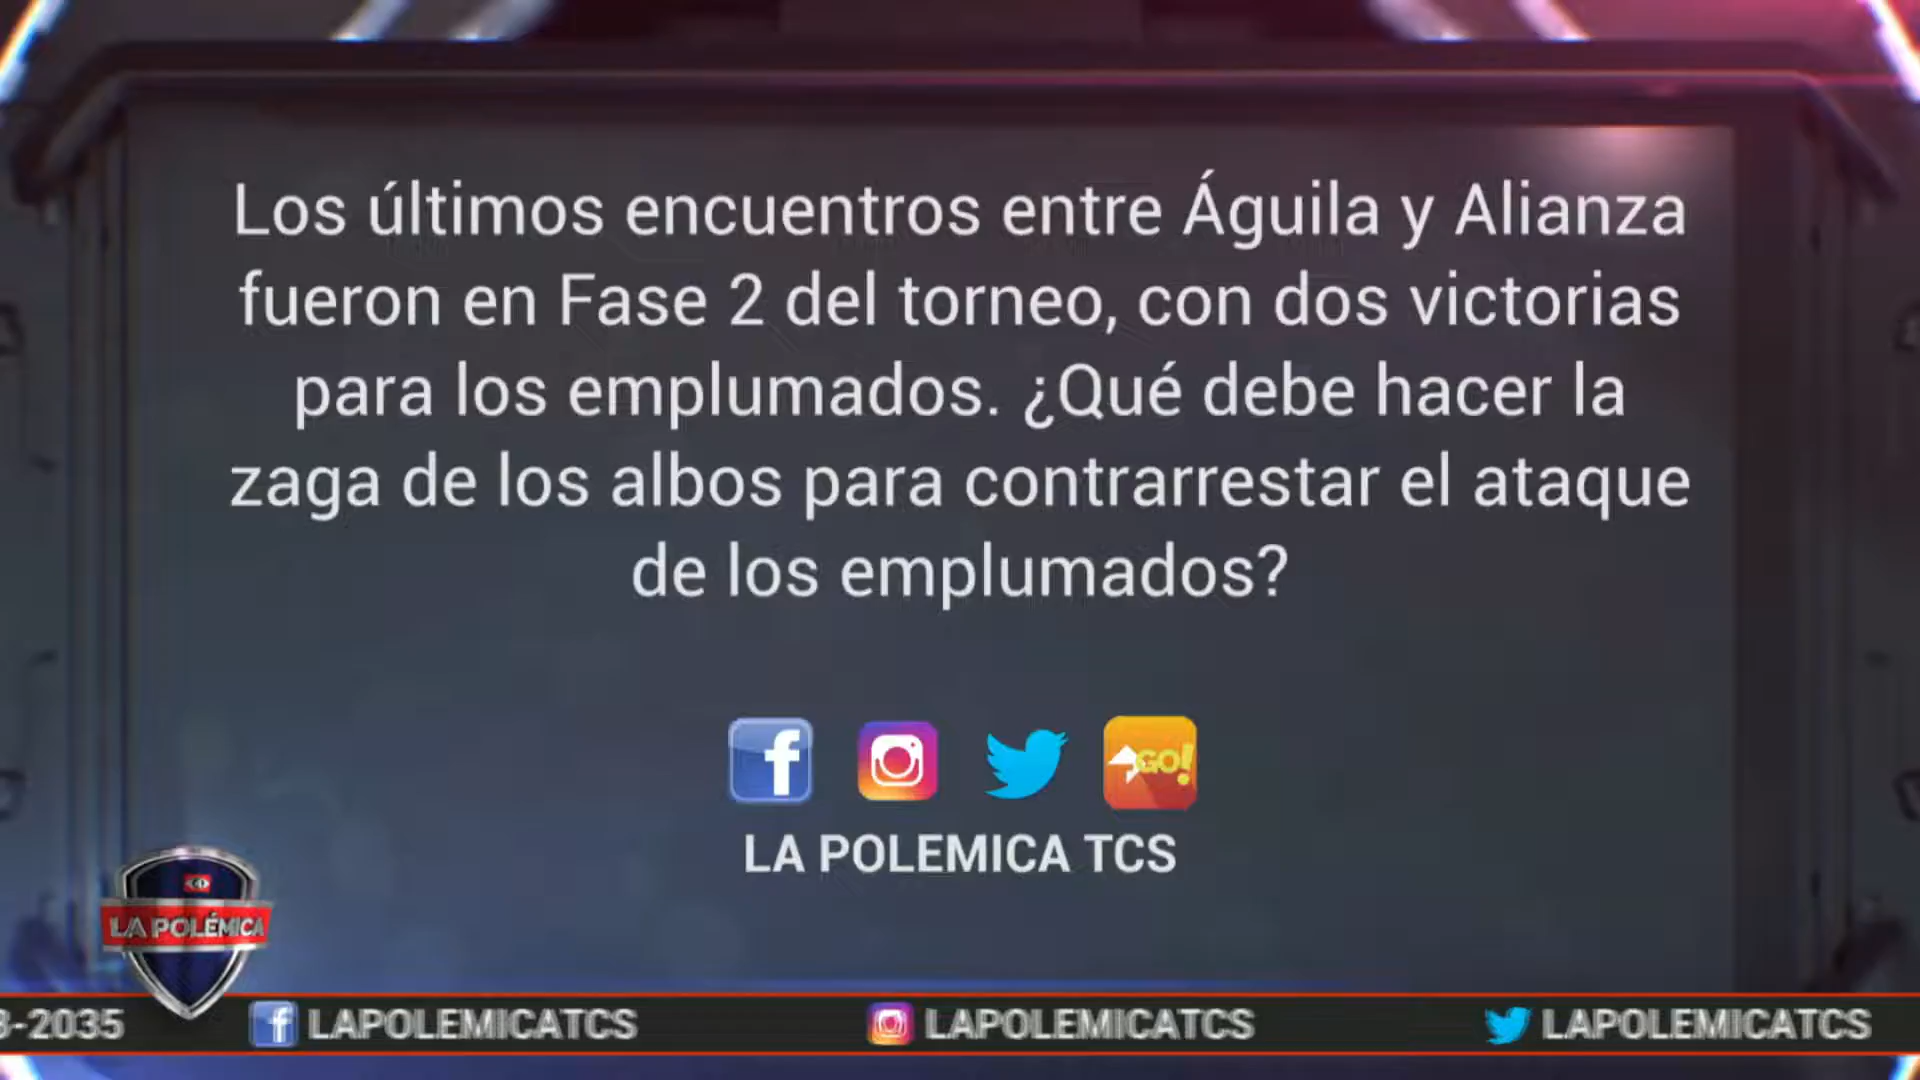 Los últimos encuentros entre Águila y Alianza
fueron en Fase 2 del torneo, con dos victorias
para los emplumados. ¿Qué debe hacer la
zaga de los albos para contrarrestar el ataque
de los emplumados?
GO!
LA POLEMICA TCS
LA POLÉMICA
-2035 LAPOLEMICATCS LAPOLEMICATCS LAPOLEMICATCS